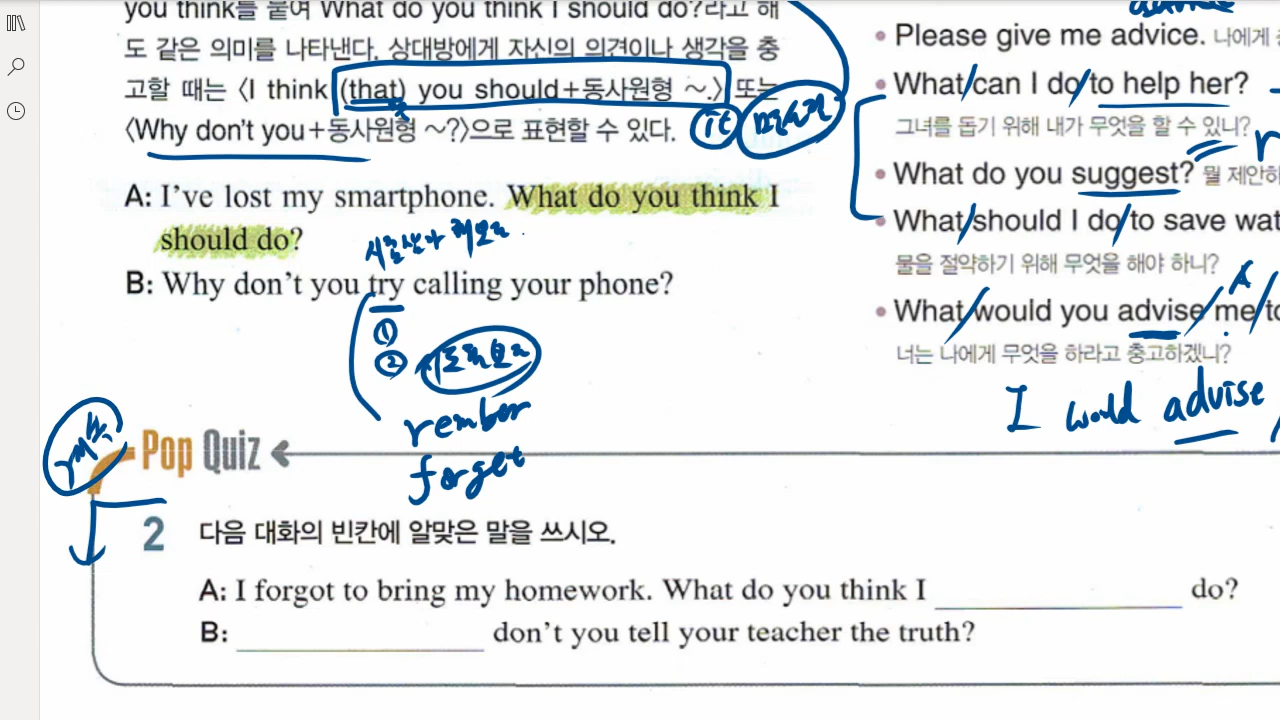 you think를 붙여 What do you think I should do?라고 해
도 같은 의미를 나타낸다. 상대방에게 자신의 의견이나 생각을 충
고할 때는 〈I think (that) you should+동사원형 ~.〉 또는
〈Why don't you+동사원형 ~?〉으로 표현할 수 있다.
it
A: I've lost my smartphone. What do you think I
should do?
B: Why don't you try calling your phone?
①
②
rember
forget
Please give me advice. 나에게
What/can I do/to help her?
그녀를 돕기 위해 내가 무엇을 할 수 있니?
What do you suggest? 뭘 제안하
What/should I do/to save wat
물을 절약하기 위해 무엇을 해야 하니?
What/would you advise/me/to
너는 나에게 무엇을 하라고 충고하겠니?
I would advise
Pop Quiz
2 다음 대화의 빈칸에 알맞은 말을 쓰시오.
A: I forgot to bring my homework. What do you think I ____ do?
B: ____ don't you tell your teacher the truth?